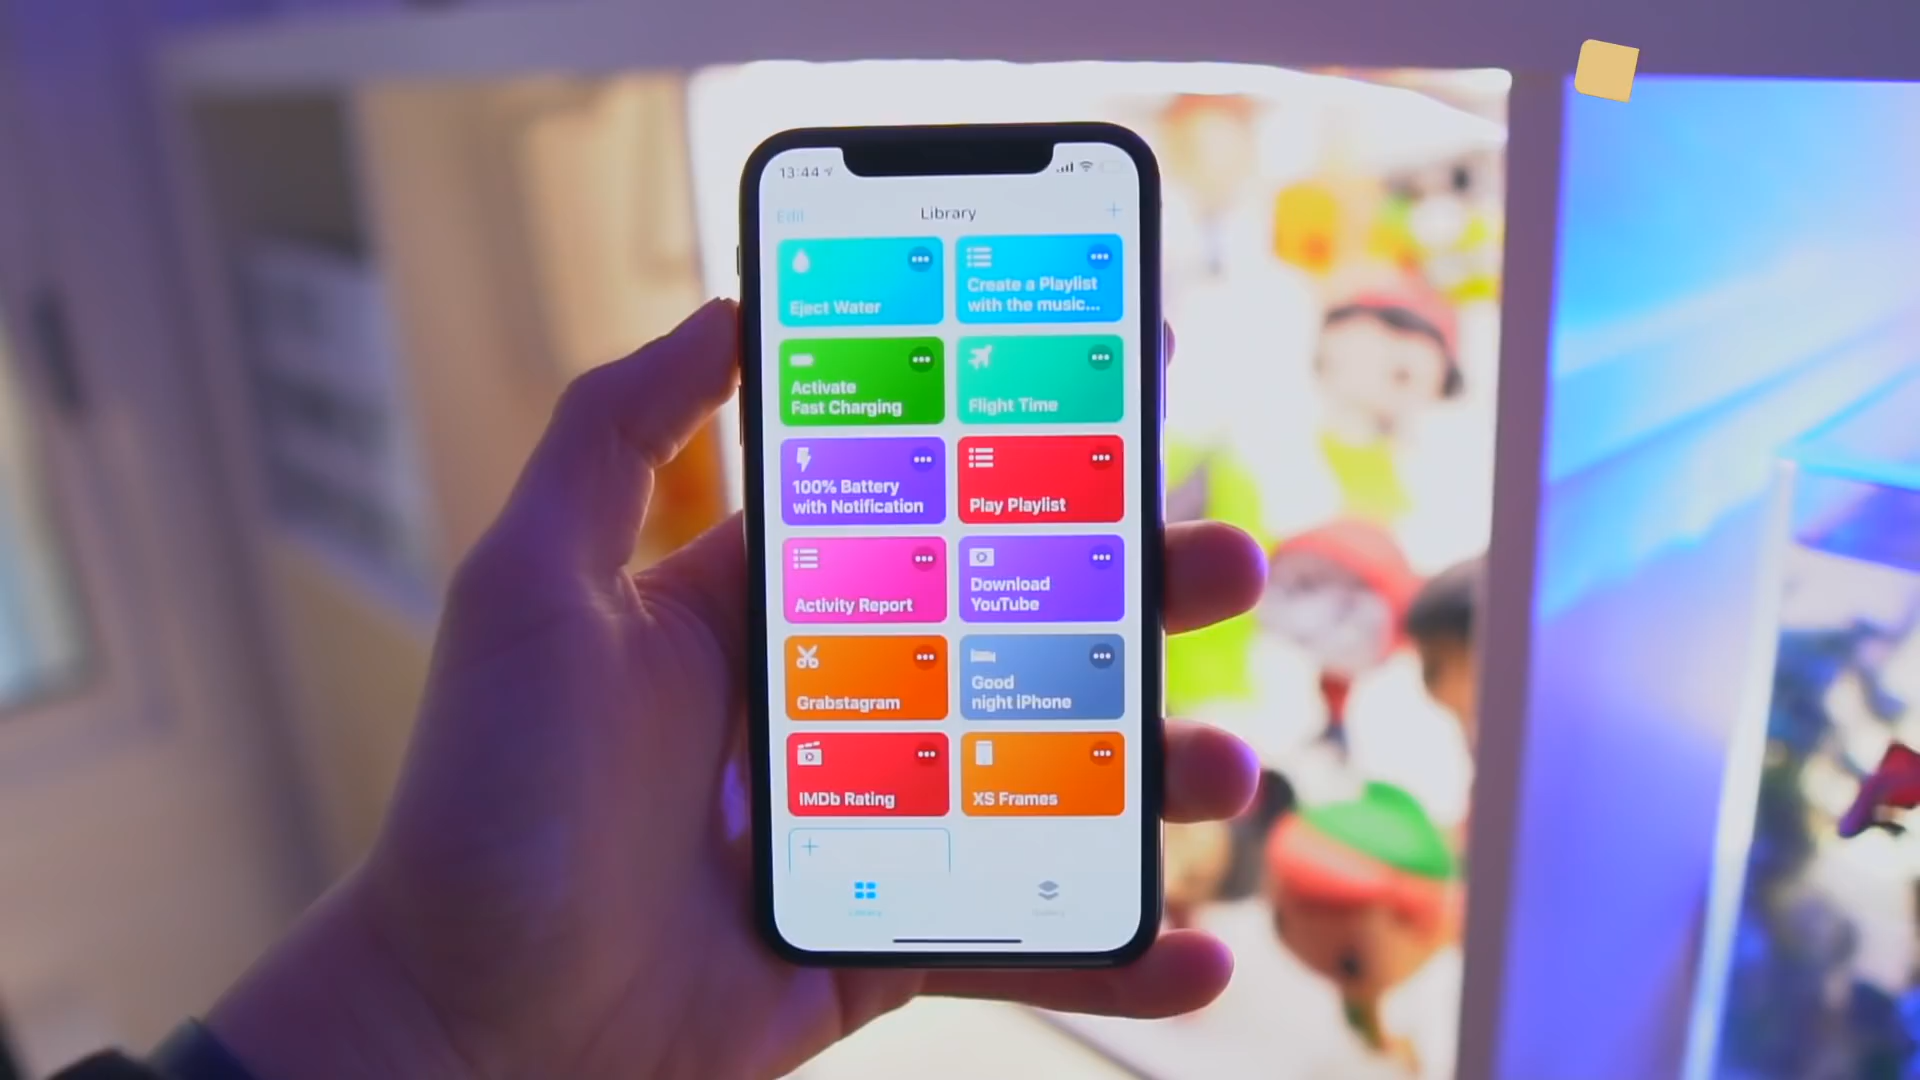 13:44
Edit
Library
Eject Water
Create a Playlist
with the music...
Activate
Fast Charging
Flight Time
100% Battery
with Notification
Play Playlist
Activity Report
Download
YouTube
Grabstagram
Good
night iPhone
IMDb Rating
XS Frames
Library